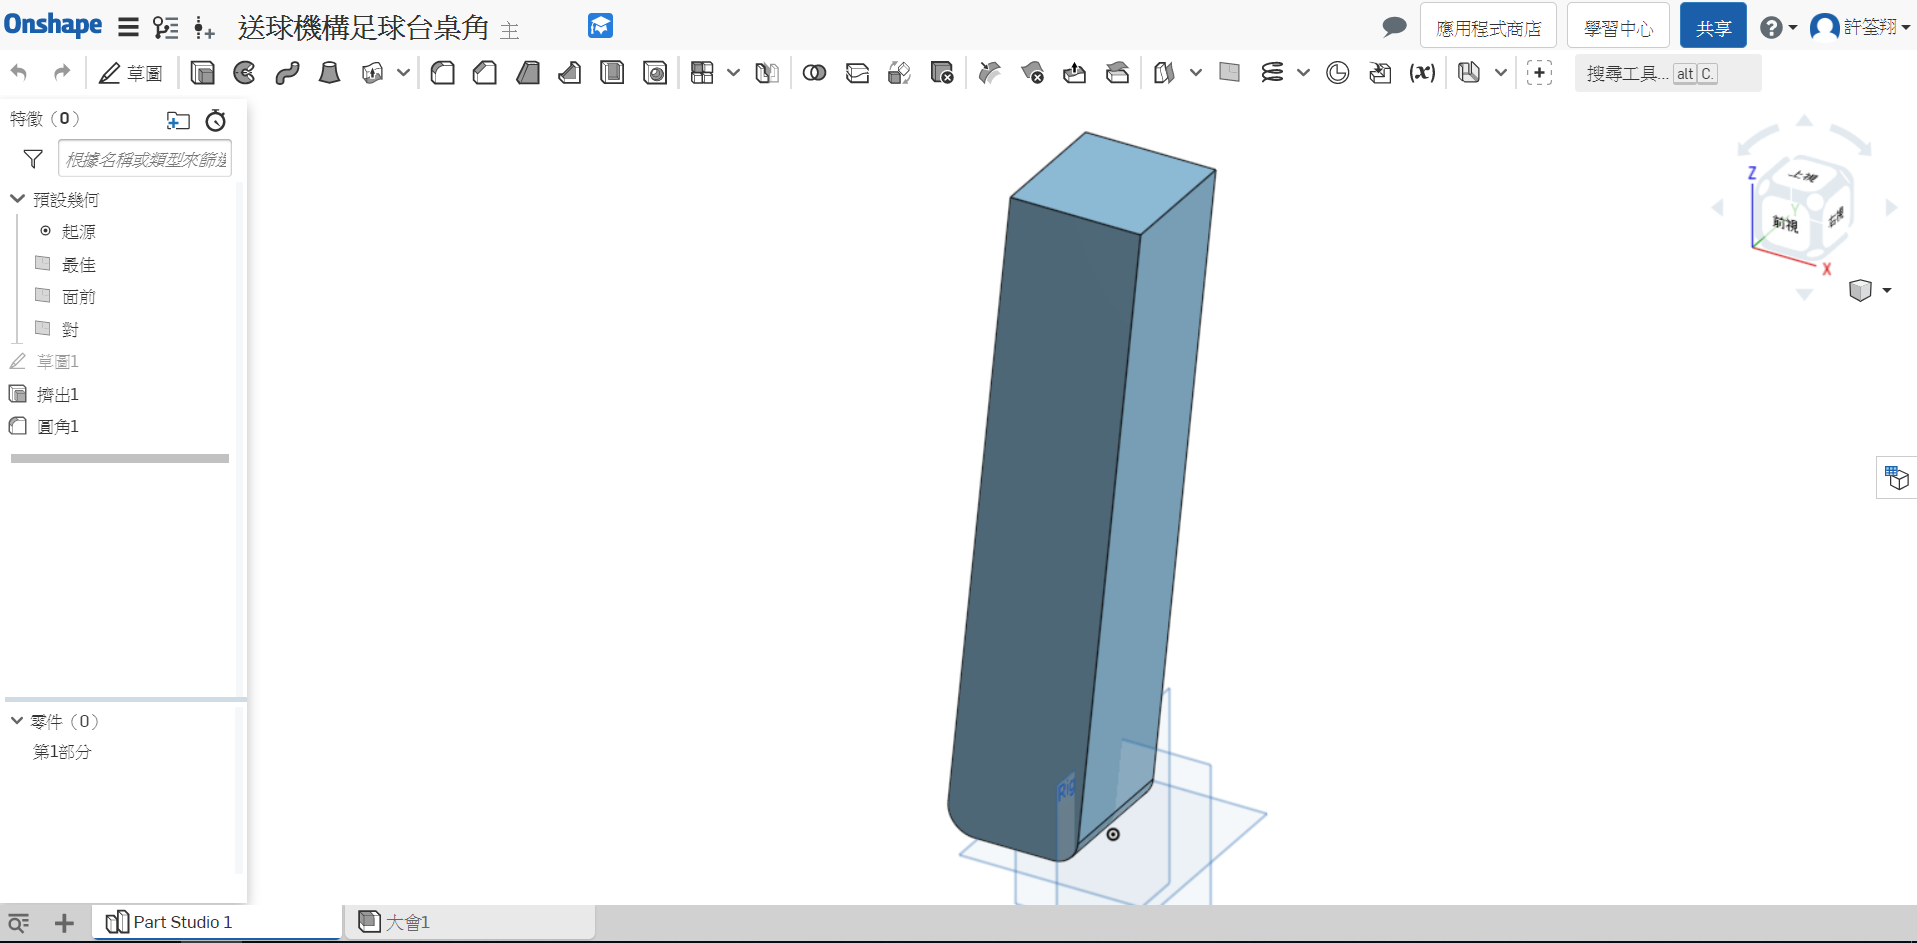 Onshape
送球機構足球台桌角 主
應用程式商店
學習中心
共享
許筌翔
草圖
搜尋工具... alt C.
特徵（0）
根據名稱或類型來篩選
預設幾何
起源
最佳
面前
對
草圖1
擠出1
圓角1
零件（0）
第1部分
上視
前視
右視
Z
Y
X
Rig
Part Studio 1
大會1